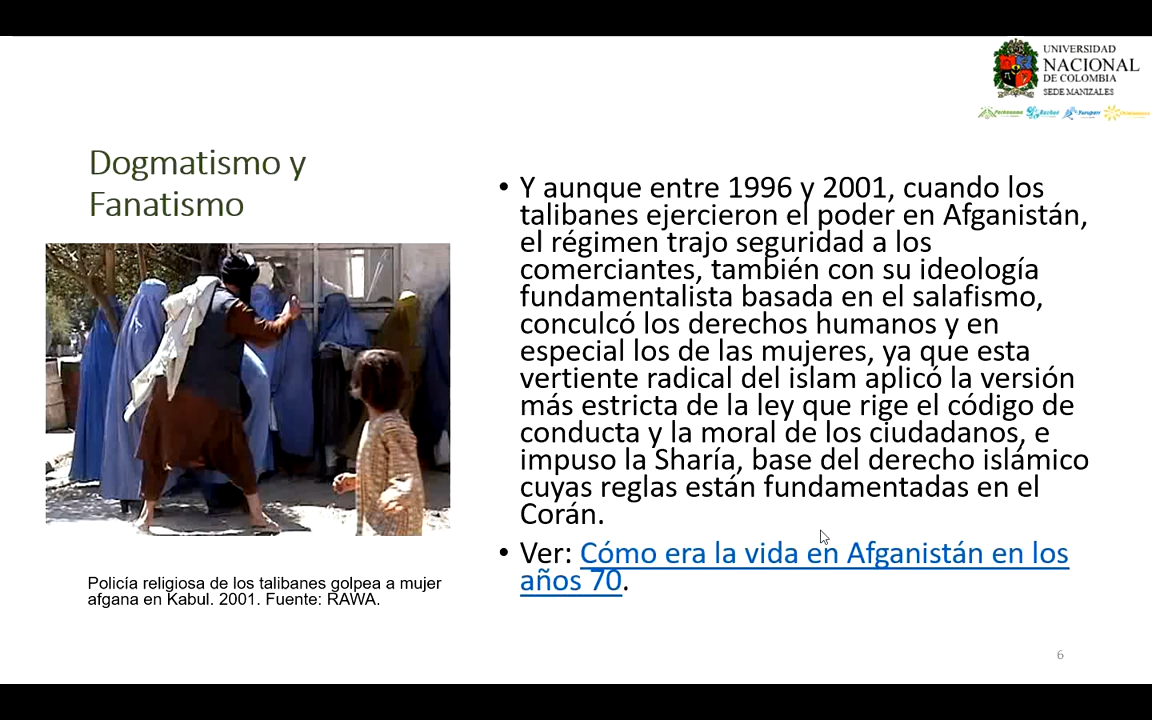 UNIVERSIDAD
NACIONAL
DE COLOMBIA
SEDE MANIZALES
Dogmatismo y
Fanatismo
• Y aunque entre 1996 y 2001, cuando los
talibanes ejercieron el poder en Afganistán,
el régimen trajo seguridad a los
comerciantes, también con su ideología
fundamentalista basada en el salafismo,
conculcó los derechos humanos y en
especial los de las mujeres, ya que esta
vertiente radical del islam aplicó la versión
más estricta de la ley que rige el código de
conducta y la moral de los ciudadanos, e
impuso la Sharía, base del derecho islámico
cuyas reglas están fundamentadas en el
Corán.
• Ver: Cómo era la vida en Afganistán en los
años 70.
Policía religiosa de los talibanes golpea a mujer
afgana en Kabul. 2001. Fuente: RAWA.
6